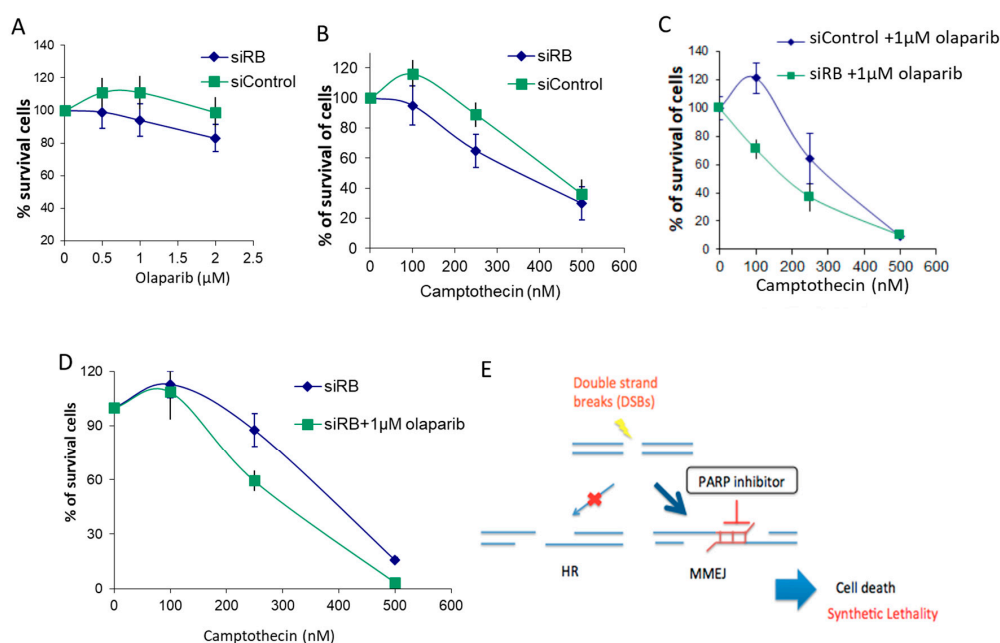 A
% survival cells
140
120
100
80
60
40
20
0
0.5
1
1.5
2
2.5
Olaparib (μM)
siRB
siControl
B
% of survival of cells
120
100
80
60
40
20
0
0
100
200
300
400
500
600
Camptothecin (nM)
siRB
siControl
C
% of survival of cells
140
120
100
80
60
40
20
0
0
100
200
300
400
500
600
Camptothecin (nM)
siControl +1μM olaparib
siRB +1μM olaparib
D
% of survival cells
120
90
60
30
0
0
100
200
300
400
500
600
Camptothecin (nM)
siRB
siRB+1μM olaparib
E
Double strand
breaks (DSBs)
PARP inhibitor
HR
MMEJ
Cell death
Synthetic Lethality